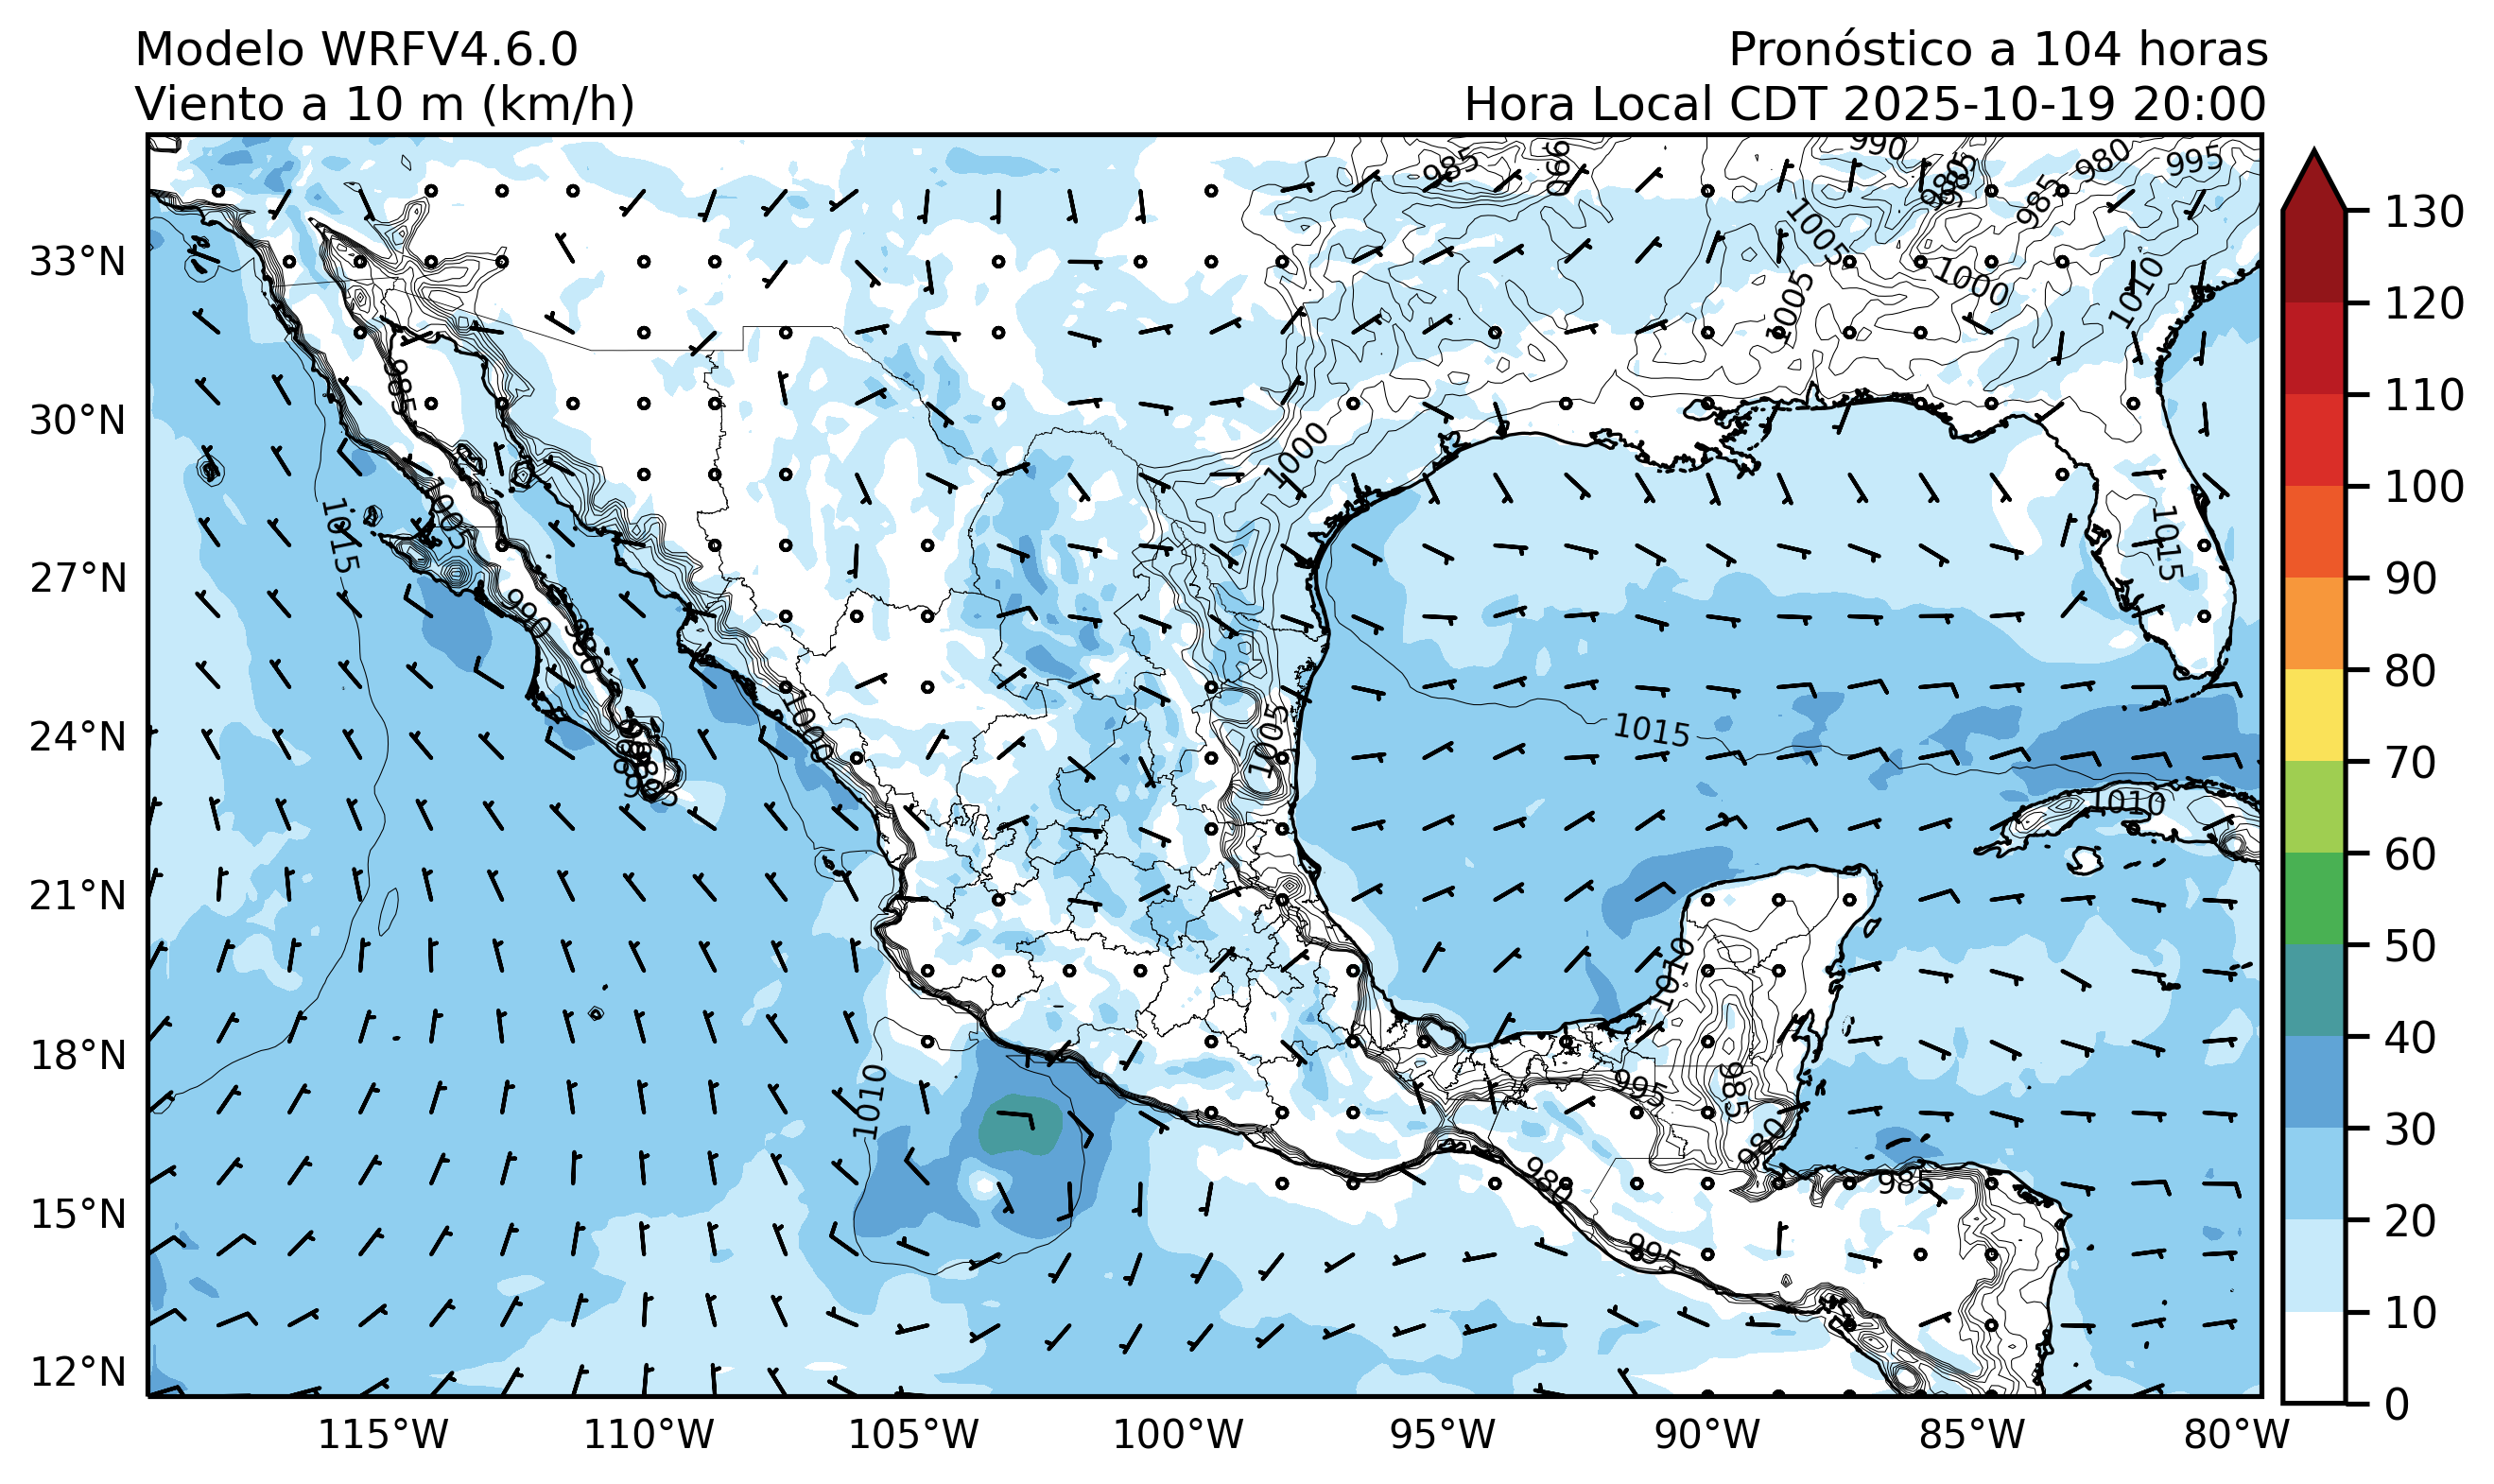 Modelo WRFV4.6.0
Pronóstico a 104 horas
Viento a 10 m (km/h)
Hora Local CDT 2025-10-19 20:00
985
990
990
980
995
985
1005
1000
1010
1005
985
1000
1005
1015
1015
990
980
1000
1005
1015
1010
985
1010
1010
995
985
980
980
985
995
33°N
30°N
27°N
24°N
21°N
18°N
15°N
12°N
115°W
110°W
105°W
100°W
95°W
90°W
85°W
80°W
130
120
110
100
90
80
70
60
50
40
30
20
10
0